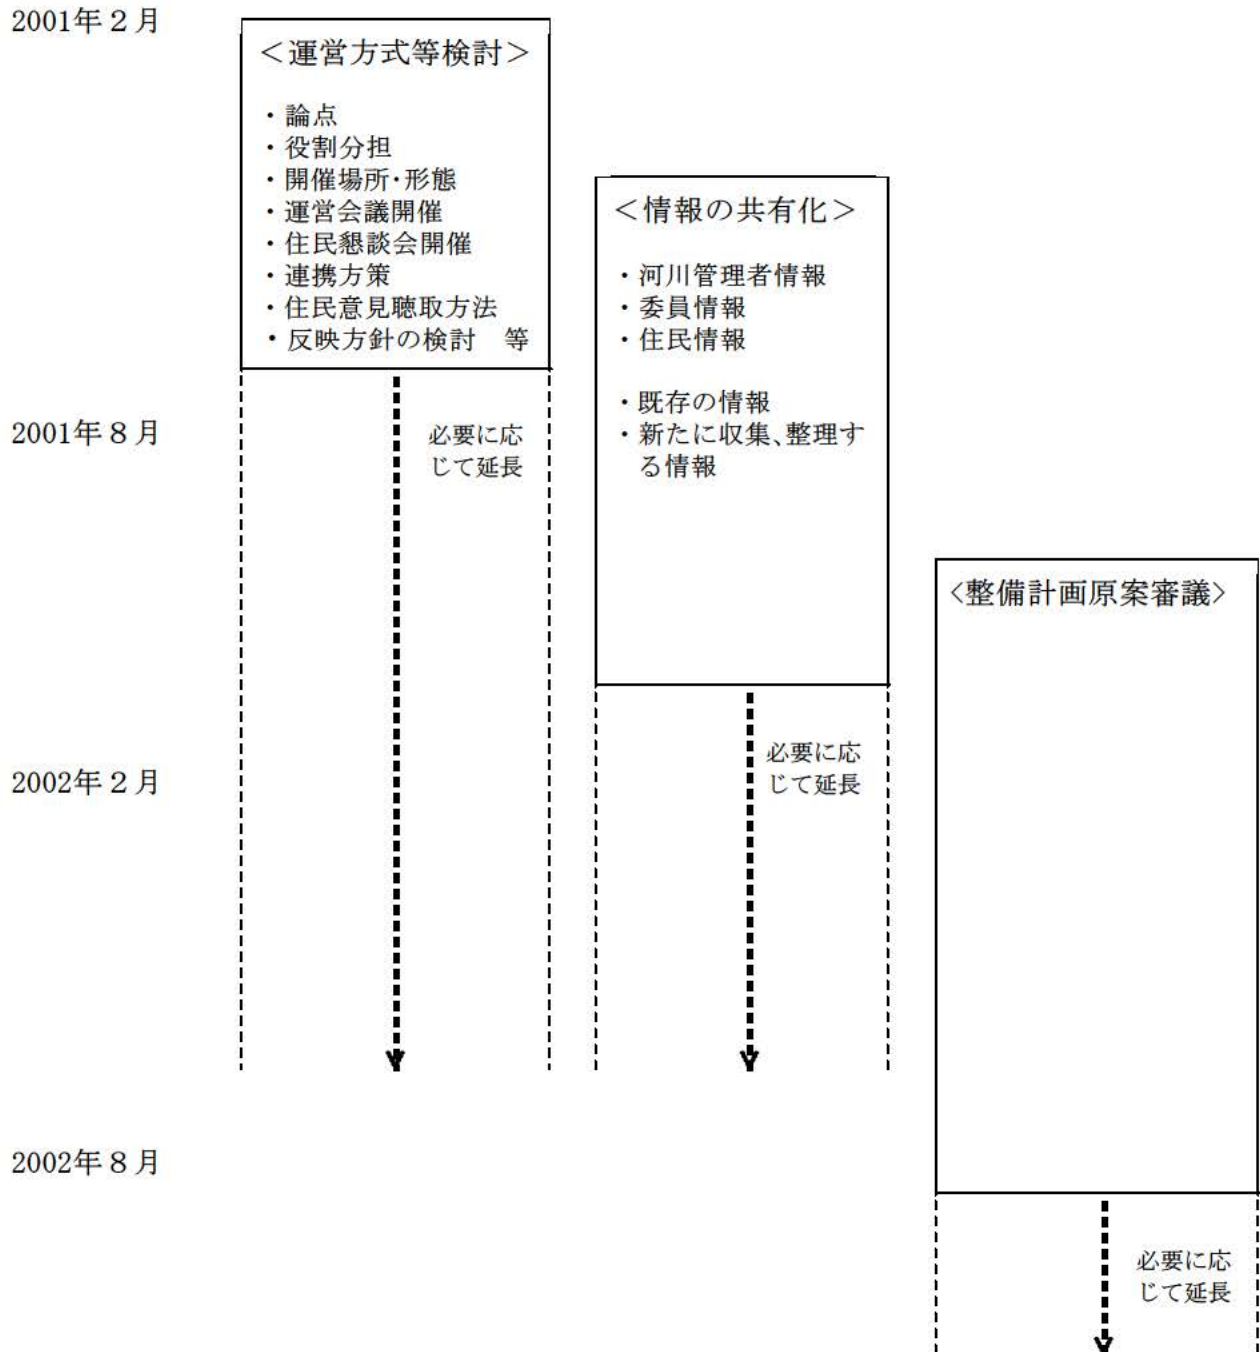 2001年２月
＜運営方式等検討＞
・論点
・役割分担
・開催場所･形態
・運営会議開催
・住民懇談会開催
・連携方策
・住民意見聴取方法
・反映方針の検討　等
＜情報の共有化＞
・河川管理者情報
・委員情報
・住民情報
・既存の情報
・新たに収集､整理す
る情報
2001年８月
必要に応
じて延長
<整備計画原案審議>
2002年２月
必要に応
じて延長
2002年８月
必要に応
じて延長